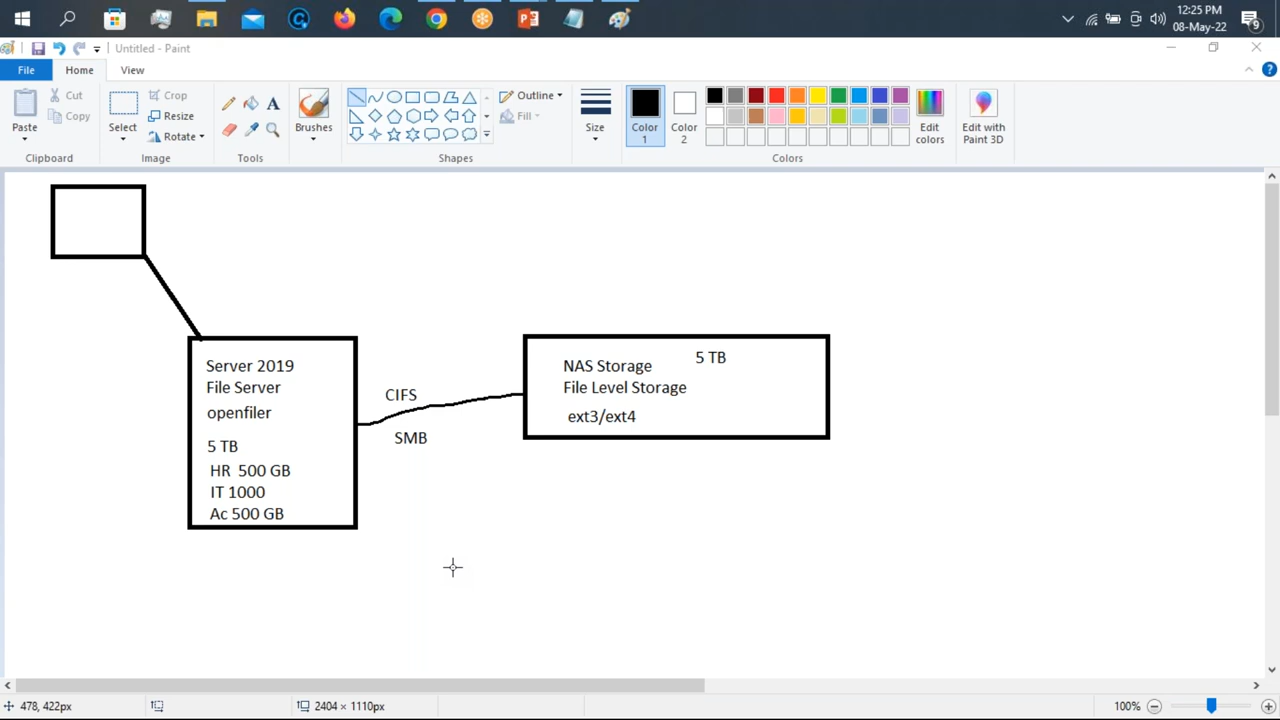 12:25 PM
08-May-22
9
Untitled - Paint
File
Home
View
Paste
Cut
Copy
Clipboard
Select
Crop
Resize
Rotate
Image
A
Tools
Brushes
Outline
Fill
Shapes
Size
Color
1
Color
2
Edit
colors
Colors
Edit with
Paint 3D
Server 2019
File Server
openfiler
5 TB
HR 500 GB
IT 1000
Ac 500 GB
CIFS
SMB
NAS Storage
5 TB
File Level Storage
ext3/ext4
478, 422px
2404 × 1110px
100%